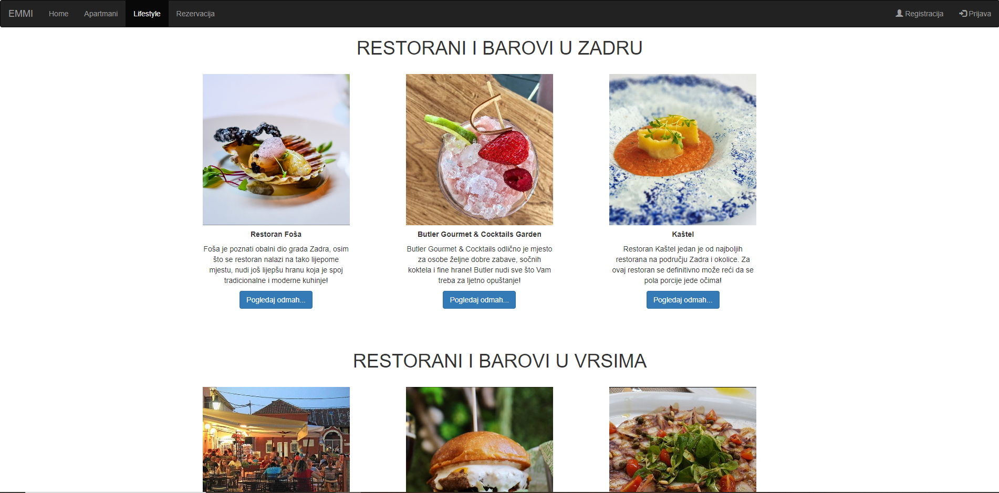 EMMI Home Apartmani Lifestyle Rezervacija Registracija Prijava
RESTORANI I BAROVI U ZADRU
Restoran Foša
Foša je poznati obalni dio grada Zadra, osim
što se restoran nalazi na tako lijepome
mjestu, nudi još lijepšu hranu koja je spoj
tradicionalne i moderne kuhinje!
Pogledaj odmah...
Butler Gourmet & Cocktails Garden
Butler Gourmet & Cocktails odlično je mjesto
za osobe željne dobre zabave, sočnih
koktela i fine hrane! Butler nudi sve što Vam
treba za ljetno opuštanje!
Pogledaj odmah...
Kaštel
Restoran Kaštel jedan je od najboljih
restorana na području Zadra i okolice. Za
ovaj restoran se definitivno može reći da se
pola porcije jede očima!
Pogledaj odmah...
RESTORANI I BAROVI U VRSIMA